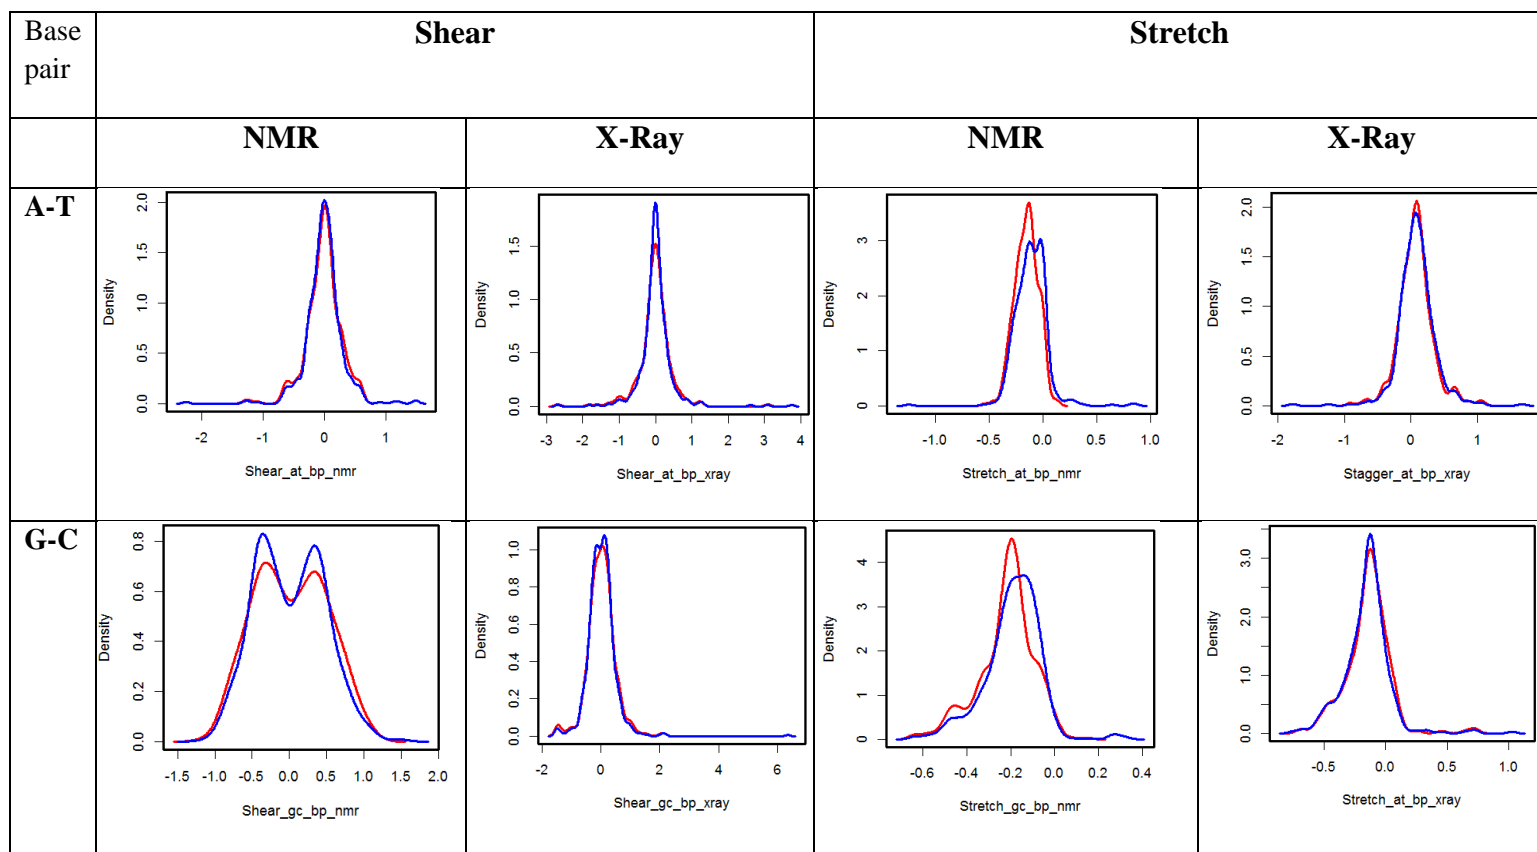 Base
pair
Shear
Stretch
NMR
X-Ray
NMR
X-Ray
A-T
Density
0.0 0.5 1.0 1.5 2.0
-2 -1 0 1
Shear_at_bp_nmr
Density
0.0 0.5 1.0 1.5
-3 -2 -1 0 1 2 3 4
Shear_at_bp_xray
Density
0 1 2 3
-1.0 -0.5 0.0 0.5 1.0
Stretch_at_bp_nmr
Density
0.0 0.5 1.0 1.5 2.0
-2 -1 0 1
Stagger_at_bp_xray
G-C
Density
0.0 0.2 0.4 0.6 0.8
-1.5 -1.0 -0.5 0.0 0.5 1.0 1.5 2.0
Shear_gc_bp_nmr
Density
0.0 0.2 0.4 0.6 0.8 1.0
-2 0 2 4 6
Shear_gc_bp_xray
Density
0 1 2 3 4
-0.6 -0.4 -0.2 0.0 0.2 0.4
Stretch_gc_bp_nmr
Density
0.0 1.0 2.0 3.0
-0.5 0.0 0.5 1.0
Stretch_at_bp_xray